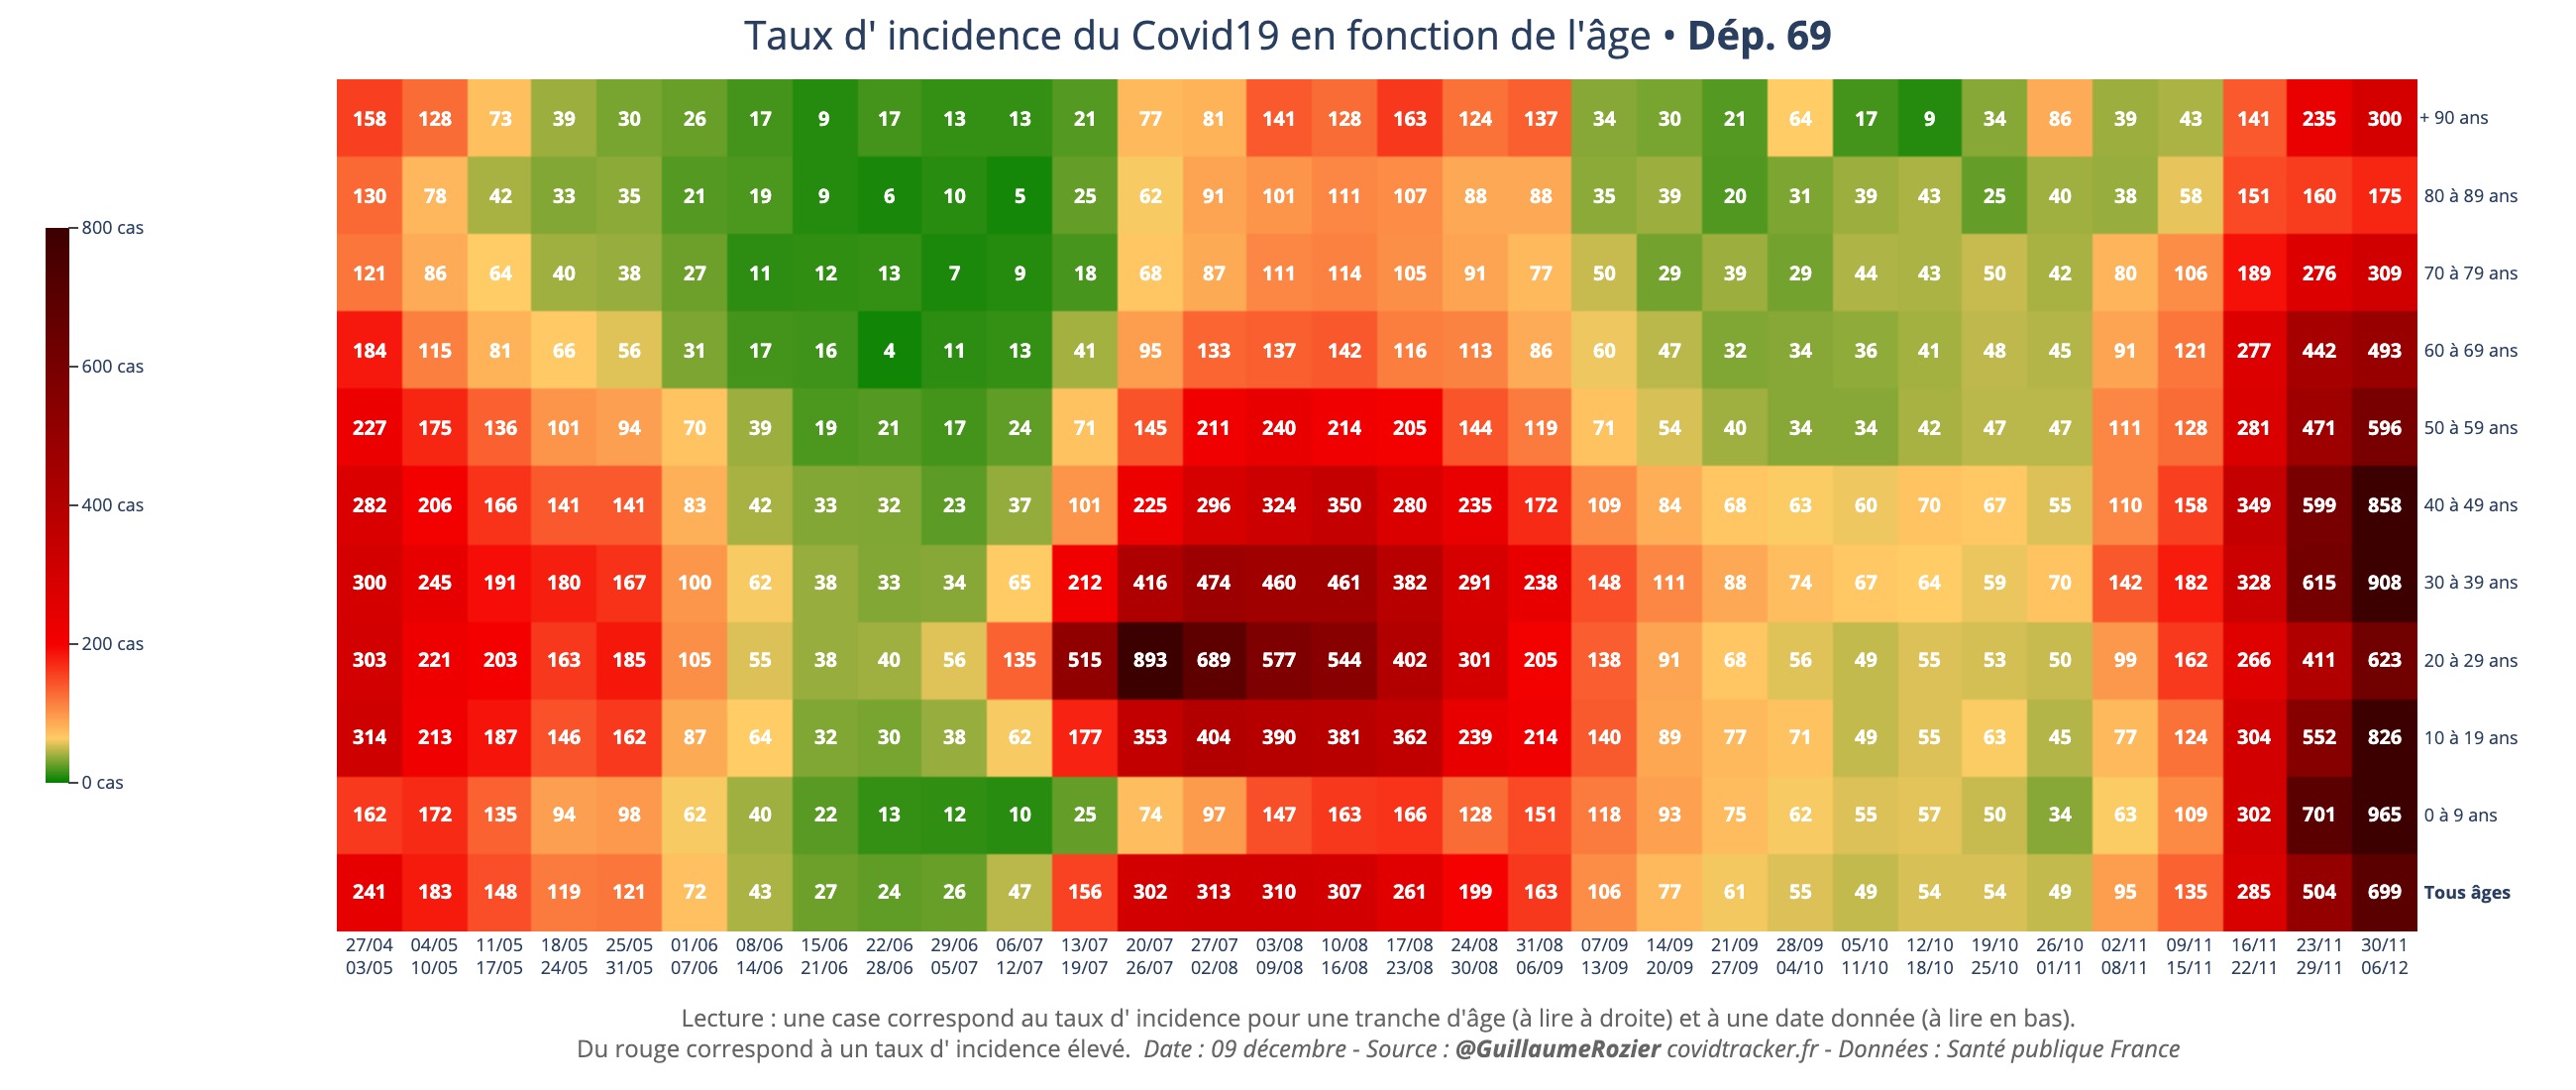 Taux d' incidence du Covid19 en fonction de l'âge • Dép. 69
800 cas
600 cas
400 cas
200 cas
0 cas
158 128 73 39 30 26 17 9 17 13 13 21 77 81 141 128 163 124 137 34 30 21 64 17 9 34 86 39 43 141 235 300 + 90 ans
130 78 42 33 35 21 19 9 6 10 5 25 62 91 101 111 107 88 88 35 39 20 31 39 43 25 40 38 58 151 160 175 80 à 89 ans
121 86 64 40 38 27 11 12 13 7 9 18 68 87 111 114 105 91 77 50 29 39 29 44 43 50 42 80 106 189 276 309 70 à 79 ans
184 115 81 66 56 31 17 16 4 11 13 41 95 133 137 142 116 113 86 60 47 32 34 36 41 48 45 91 121 277 442 493 60 à 69 ans
227 175 136 101 94 70 39 19 21 17 24 71 145 211 240 214 205 144 119 71 54 40 34 34 42 47 47 111 128 281 471 596 50 à 59 ans
282 206 166 141 141 83 42 33 32 23 37 101 225 296 324 350 280 235 172 109 84 68 63 60 70 67 55 110 158 349 599 858 40 à 49 ans
300 245 191 180 167 100 62 38 33 34 65 212 416 474 460 461 382 291 238 148 111 88 74 67 64 59 70 142 182 328 615 908 30 à 39 ans
303 221 203 163 185 105 55 38 40 56 135 515 893 689 577 544 402 301 205 138 91 68 56 49 55 53 50 99 162 266 411 623 20 à 29 ans
314 213 187 146 162 87 64 32 30 38 62 177 353 404 390 381 362 239 214 140 89 77 71 49 55 63 45 77 124 304 552 826 10 à 19 ans
162 172 135 94 98 62 40 22 13 12 10 25 74 97 147 163 166 128 151 118 93 75 62 55 57 50 34 63 109 302 701 965 0 à 9 ans
241 183 148 119 121 72 43 27 24 26 47 156 302 313 310 307 261 199 163 106 77 61 55 49 54 54 49 95 135 285 504 699 Tous âges
27/04 04/05 11/05 18/05 25/05 01/06 08/06 15/06 22/06 29/06 06/07 13/07 20/07 27/07 03/08 10/08 17/08 24/08 31/08 07/09 14/09 21/09 28/09 05/10 12/10 19/10 26/10 02/11 09/11 16/11 23/11 30/11
03/05 10/05 17/05 24/05 31/05 07/06 14/06 21/06 28/06 05/07 12/07 19/07 26/07 02/08 09/08 16/08 23/08 30/08 06/09 13/09 20/09 27/09 04/10 11/10 18/10 25/10 01/11 08/11 15/11 22/11 29/11 06/12
Lecture : une case correspond au taux d' incidence pour une tranche d'âge (à lire à droite) et à une date donnée (à lire en bas).
Du rouge correspond à un taux d' incidence élevé. Date : 09 décembre - Source : @GuillaumeRozier covidtracker.fr - Données : Santé publique France